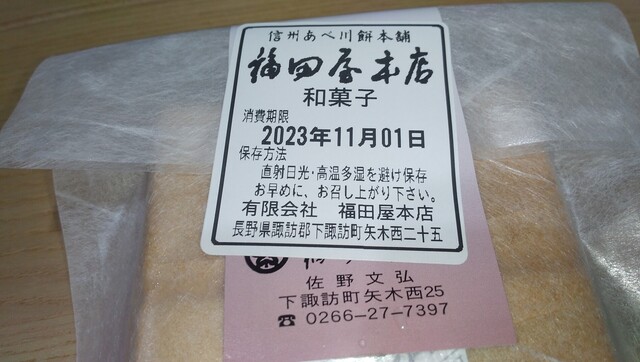 信州あべ川餅本舗
福田屋本店
和菓子
消費期限
2023年11月01日
保存方法
直射日光・高温多湿を避け保存
お早めに、お召し上がり下さい。
有限会社　福田屋本店
長野県諏訪郡下諏訪町矢木西二十五
佐野文弘
下諏訪町矢木西25
☎ 0266-27-7397